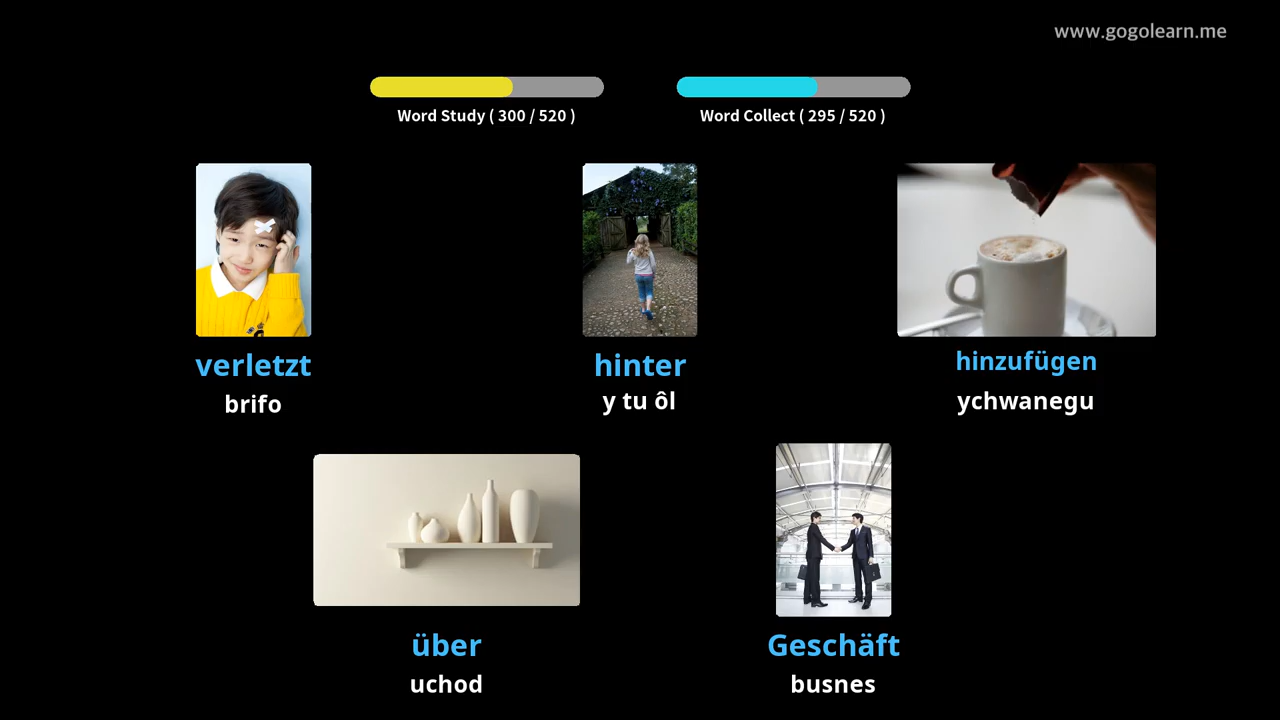 www.gogolearn.me
Word Study ( 300 / 520 )
Word Collect ( 295 / 520 )
verletzt
brifo
hinter
y tu ôl
hinzufügen
ychwanegu
über
uchod
Geschäft
busnes